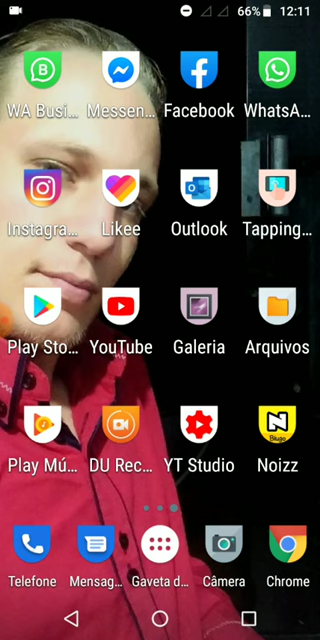 66% 12:11
WA Busi... Messen... Facebook WhatsA...
Instagra... Likee Outlook Tapping...
Play Sto... YouTube Galeria Arquivos
N
Biugo
Play Mú... DU Rec... YT Studio Noizz
Telefone Mensag... Gaveta d... Câmera Chrome